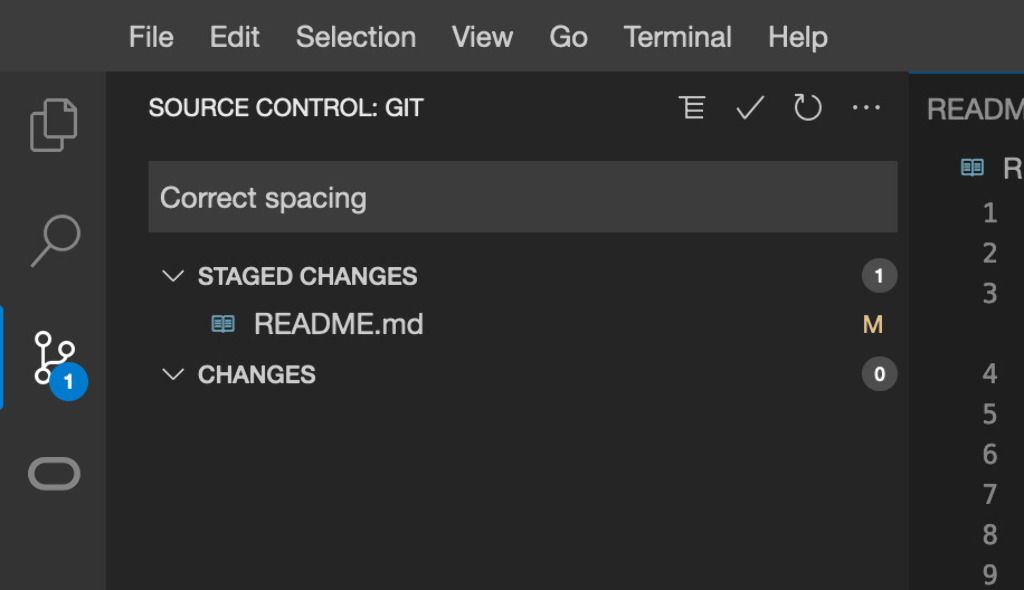 File Edit Selection View Go Terminal Help
SOURCE CONTROL: GIT
Correct spacing
STAGED CHANGES 1
README.md M
CHANGES 0
1
READM
R
1
2
3
4
5
6
7
8
9